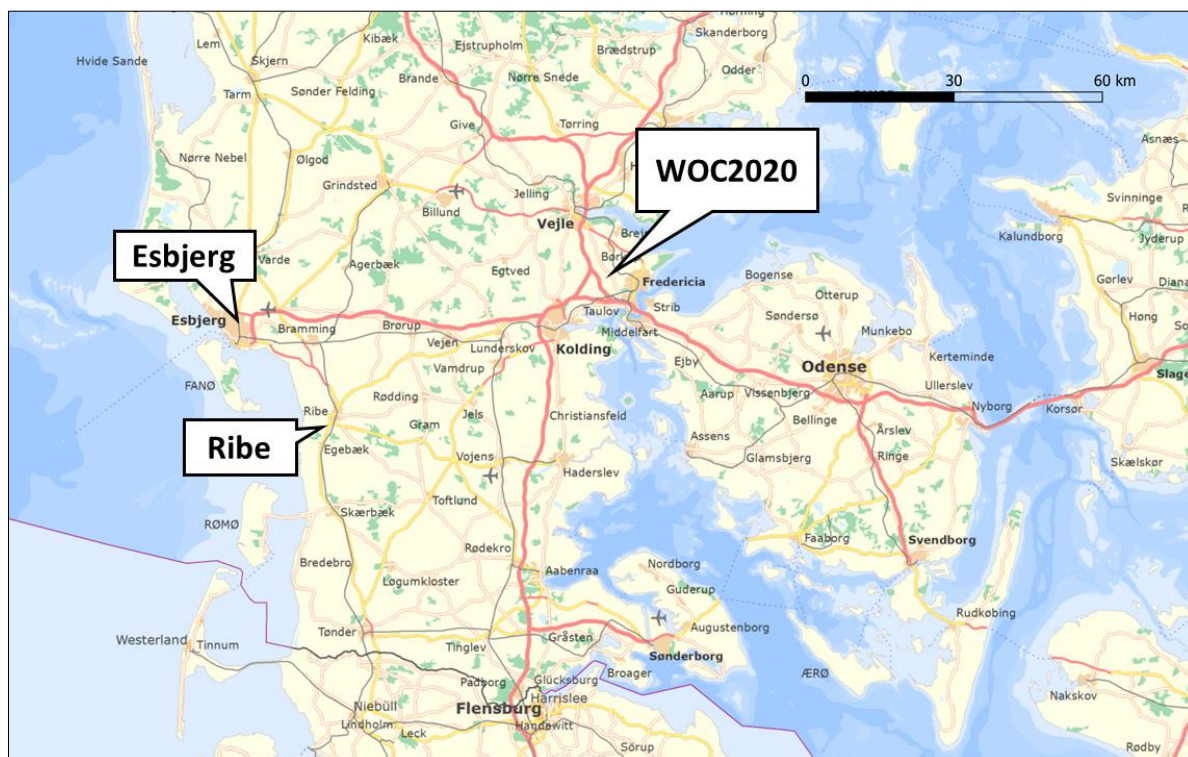 Hørning
Hvide Sande
Lem
Skjern
Kibæk
Ejstrupholm
Brædstrup
Skanderborg
Odder
Brande
Nørre Snede
Sønder Felding
Tarm
0 30 60 km
Give
Tørring
Asnæs
Nørre Nebel
Ølgod
WOC2020
Grindsted
Jelling
Billund
Svinninge
Vejle
Kalundborg
Jyderup
Esbjerg
Varde
Agerbæk
Egtved
Fredericia
Bogense
Otterup
Gørlev
Esbjerg
Bramming
Brørup
Taulov
Strib
Søndersø
Munkebo
Høng
Vejen
Lunderskov
Middelfart
Kolding
Vamdrup
Ejby
Odense
Kerteminde
FANØ
Rødding
Ullerslev
Vissenbjerg
Aarup
Nyborg
Korsør
Ribe
Jels
Christiansfeld
Bellinge
Gram
Årslev
Ribe
Egebæk
Vojens
Assens
Glamsbjerg
Ringe
Haderslev
Skælskør
Toftlund
RØMØ
Skærbæk
Faaborg
Svendborg
Rødekro
Bredebro
Løgumkloster
Aabenraa
Nordborg
Guderup
Rudkøbing
Westerland
Tinnum
Tønder
Tinglev
Gråsten
Augustenborg
Sønderborg
Broager
ÆRØ
Padborg
Glücksburg
Nakskov
Flensburg
Harrislee
Niebüll
Lindholm
Leck
Handewitt
Sörup
Rødby